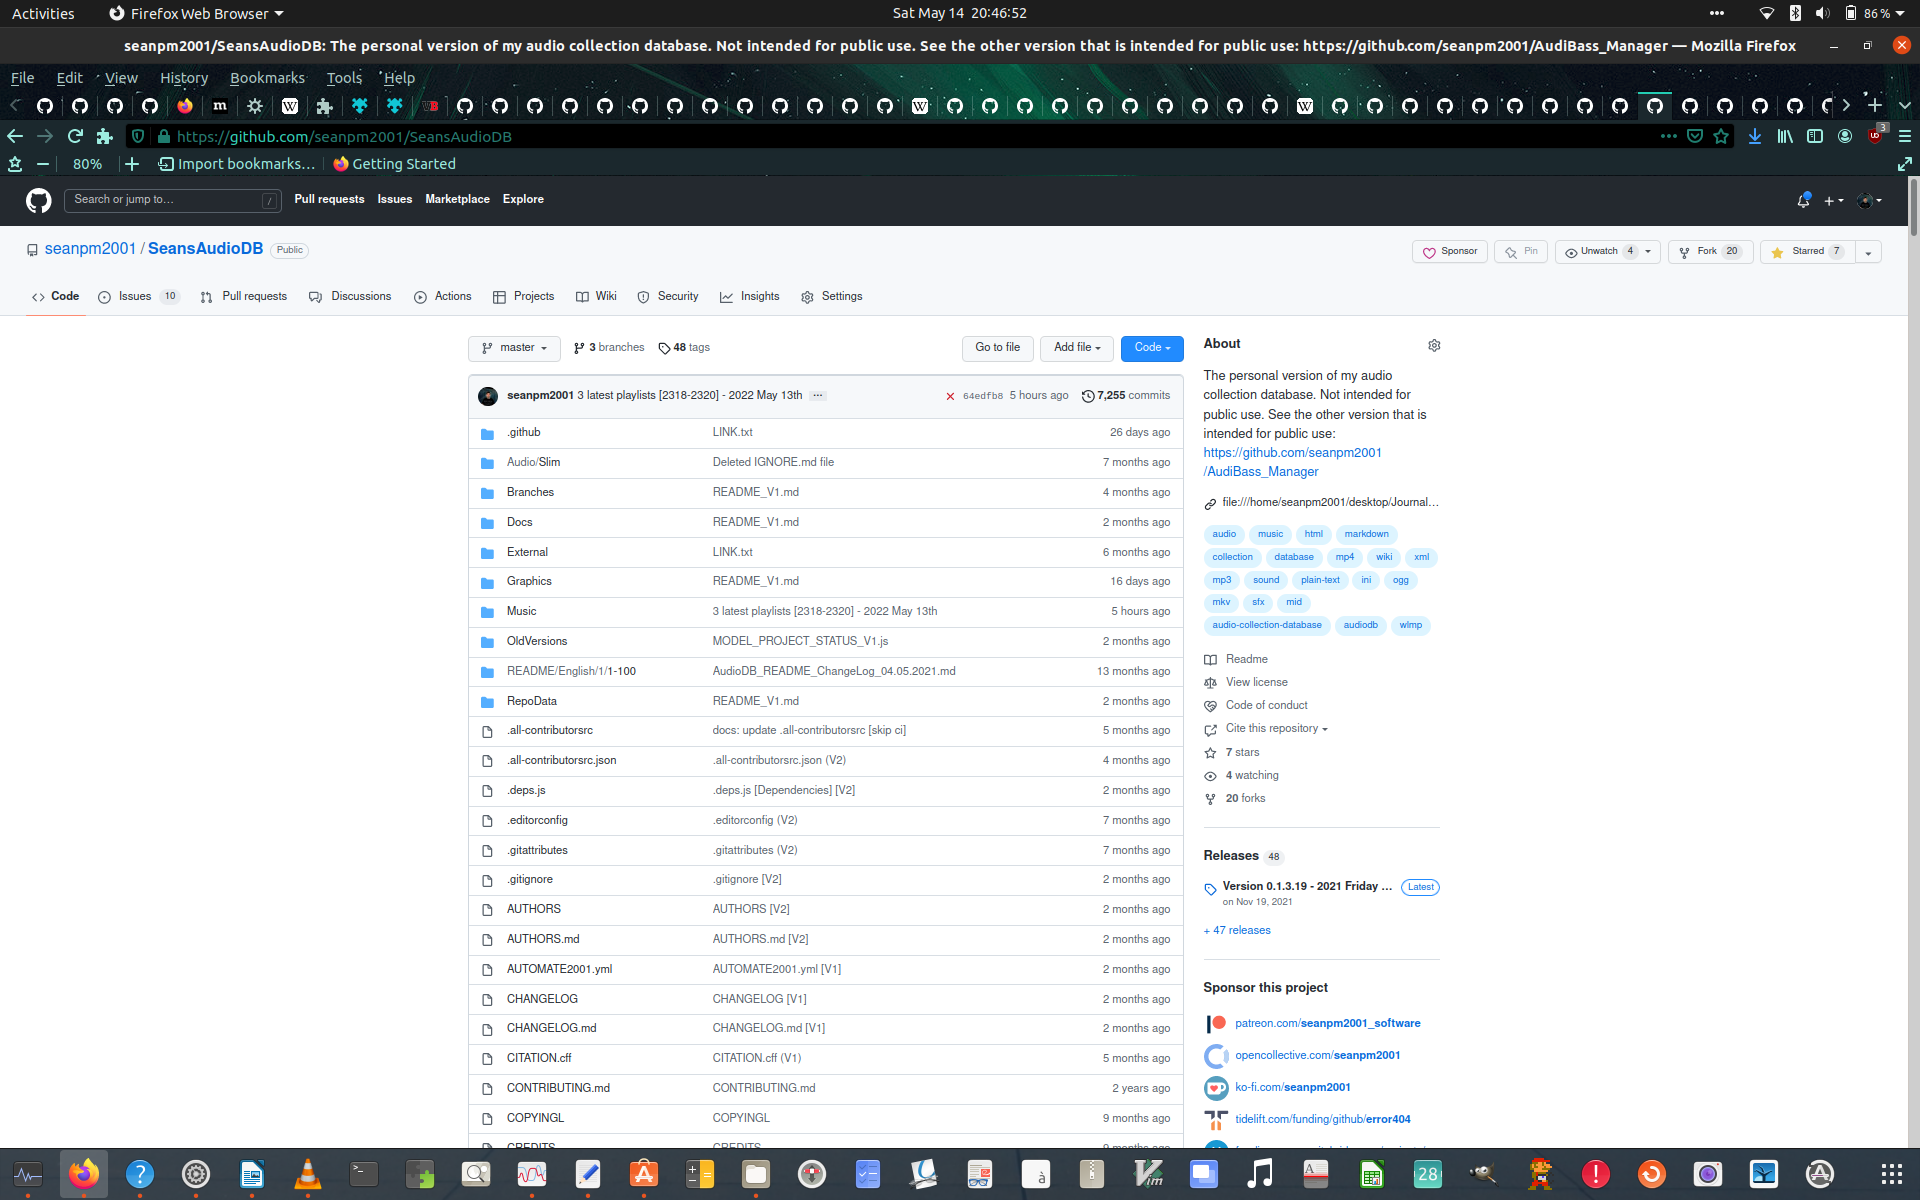 Activities Firefox Web Browser Sat May 14 20:46:52 86 %
seanpm2001/SeansAudioDB: The personal version of my audio collection database. Not intended for public use. See the other version that is intended for public use: https://github.com/seanpm2001/AudiBass_Manager — Mozilla Firefox
File Edit View History Bookmarks Tools Help
https://github.com/seanpm2001/SeansAudioDB 3
80% Import bookmarks... Getting Started
Search or jump to... / Pull requests Issues Marketplace Explore
seanpm2001 / SeansAudioDB Public Sponsor Pin Unwatch 4 Fork 20 Starred 7
Code Issues 10 Pull requests Discussions Actions Projects Wiki Security Insights Settings
master 3 branches 48 tags Go to file Add file Code
seanpm2001 3 latest playlists [2318-2320] - 2022 May 13th ... 64edfb8 5 hours ago 7,255 commits
.github LINK.txt 26 days ago
Audio/Slim Deleted IGNORE.md file 7 months ago
Branches README_V1.md 4 months ago
Docs README_V1.md 2 months ago
External LINK.txt 6 months ago
Graphics README_V1.md 16 days ago
Music 3 latest playlists [2318-2320] - 2022 May 13th 5 hours ago
OldVersions MODEL_PROJECT_STATUS_V1.js 2 months ago
README/English/1/1-100 AudioDB_README_ChangeLog_04.05.2021.md 13 months ago
RepoData README_V1.md 2 months ago
.all-contributorsrc docs: update .all-contributorsrc [skip ci] 5 months ago
.all-contributorsrc.json .all-contributorsrc.json (V2) 4 months ago
.deps.js .deps.js [Dependencies] [V2] 2 months ago
.editorconfig .editorconfig (V2) 7 months ago
.gitattributes .gitattributes (V2) 7 months ago
.gitignore .gitignore [V2] 2 months ago
AUTHORS AUTHORS [V2] 2 months ago
AUTHORS.md AUTHORS.md [V2] 2 months ago
AUTOMATE2001.yml AUTOMATE2001.yml [V1] 2 months ago
CHANGELOG CHANGELOG [V1] 2 months ago
CHANGELOG.md CHANGELOG.md [V1] 2 months ago
CITATION.cff CITATION.cff (V1) 5 months ago
CONTRIBUTING.md CONTRIBUTING.md 2 years ago
COPYINGL COPYINGL 9 months ago
CREDITS CREDITS 9 months ago
About
The personal version of my audio
collection database. Not intended for
public use. See the other version that is
intended for public use:
https://github.com/seanpm2001
/AudiBass_Manager
file:///home/seanpm2001/desktop/Journal...
audio music html markdown
collection database mp4 wiki xml
mp3 sound plain-text ini ogg
mkv sfx mid
audio-collection-database audiodb wlmp
Readme
View license
Code of conduct
Cite this repository
7 stars
4 watching
20 forks
Releases 48
Version 0.1.3.19 - 2021 Friday ... Latest
on Nov 19, 2021
+ 47 releases
Sponsor this project
patreon.com/seanpm2001_software
opencollective.com/seanpm2001
ko-fi.com/seanpm2001
tidelift.com/funding/github/error404
28